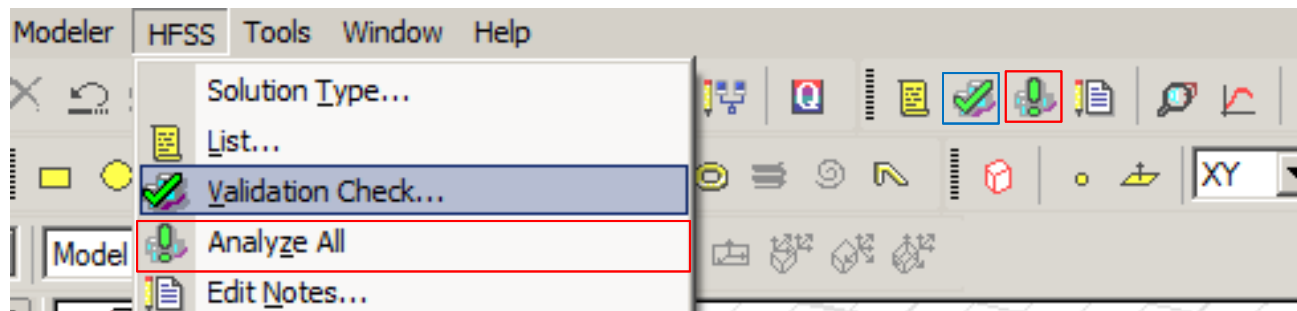 Modeler HFSS Tools Window Help
Solution Type...
List...
Q
Validation Check...
XY
Analyze All
Model
Edit Notes...